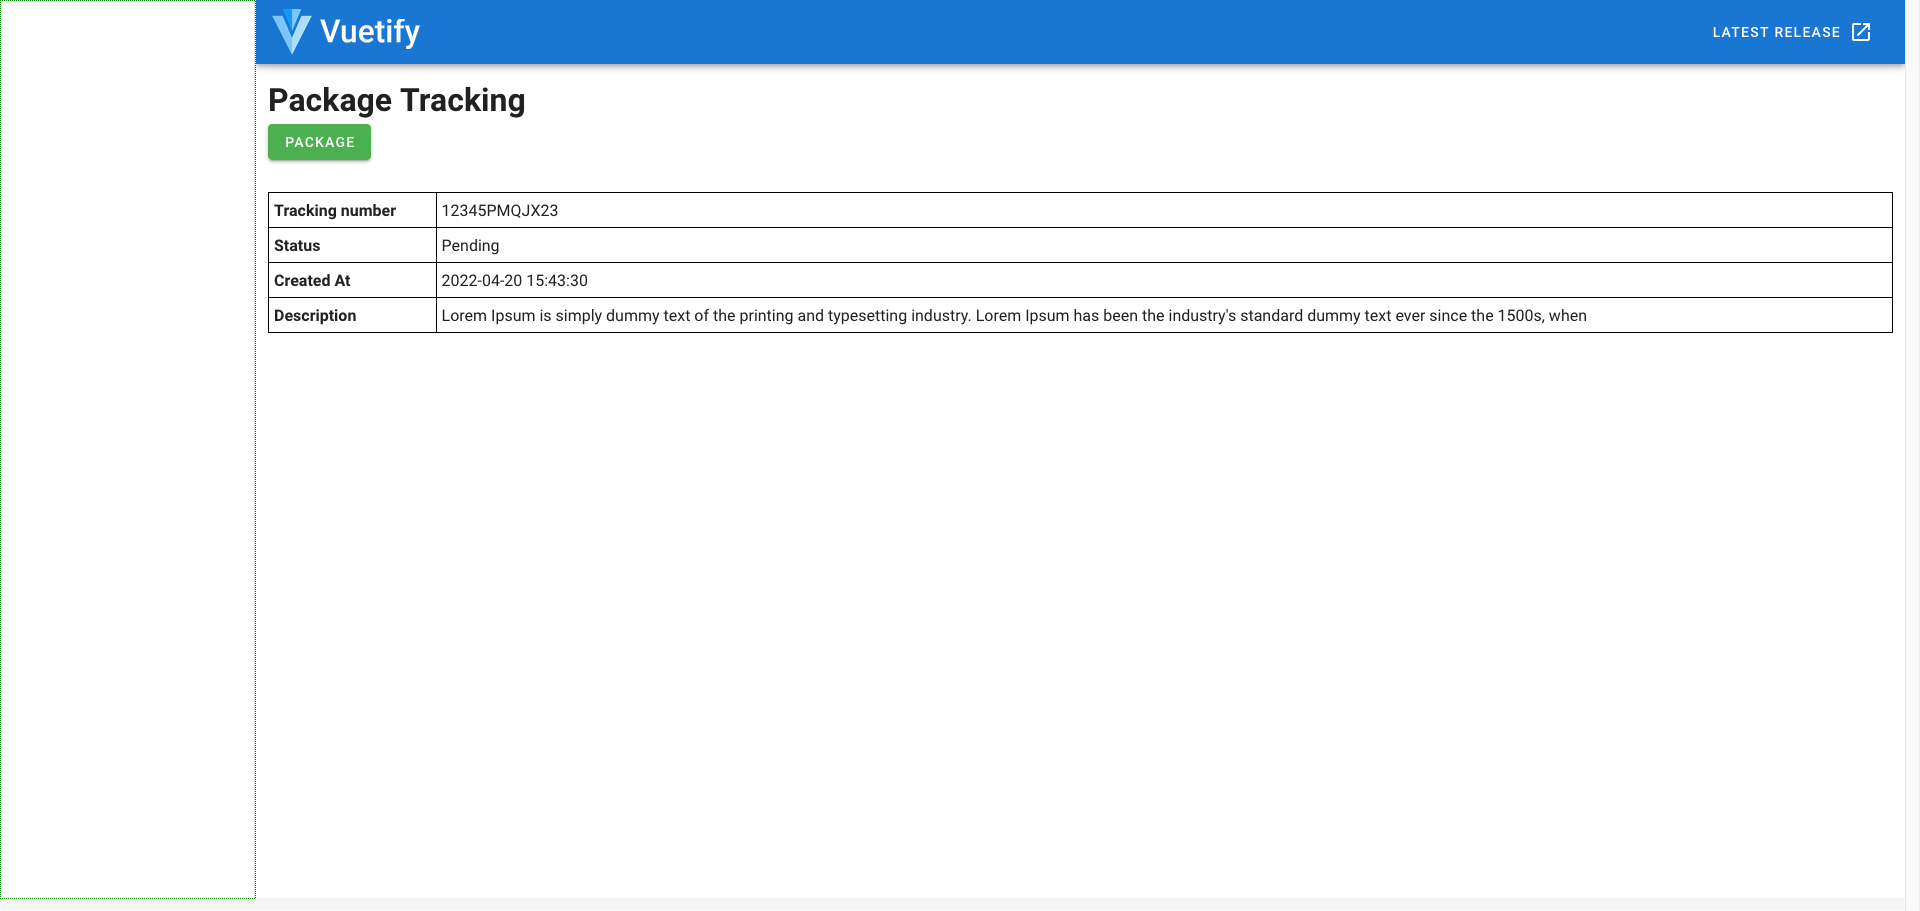 Vuetify
LATEST RELEASE
Package Tracking
PACKAGE
Tracking number 12345PMQJX23
Status Pending
Created At 2022-04-20 15:43:30
Description Lorem Ipsum is simply dummy text of the printing and typesetting industry. Lorem Ipsum has been the industry's standard dummy text ever since the 1500s, when